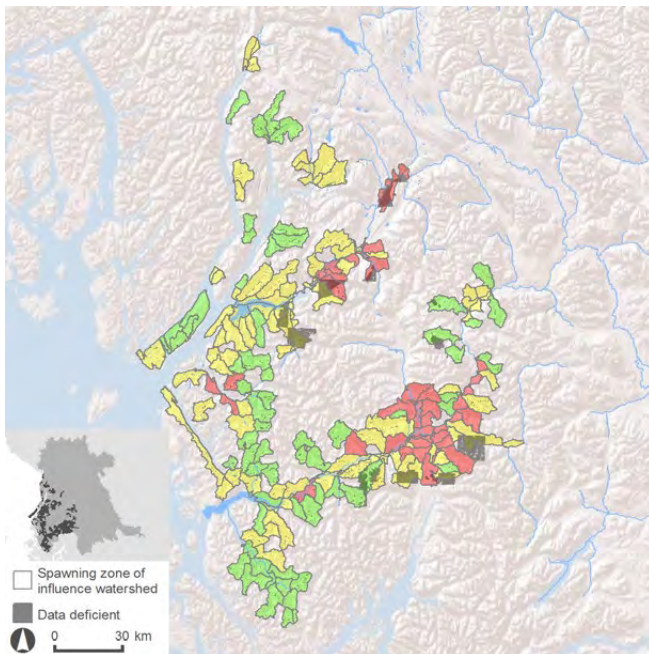 Spawning zone of
influence watershed
Data deficient
0 30 km